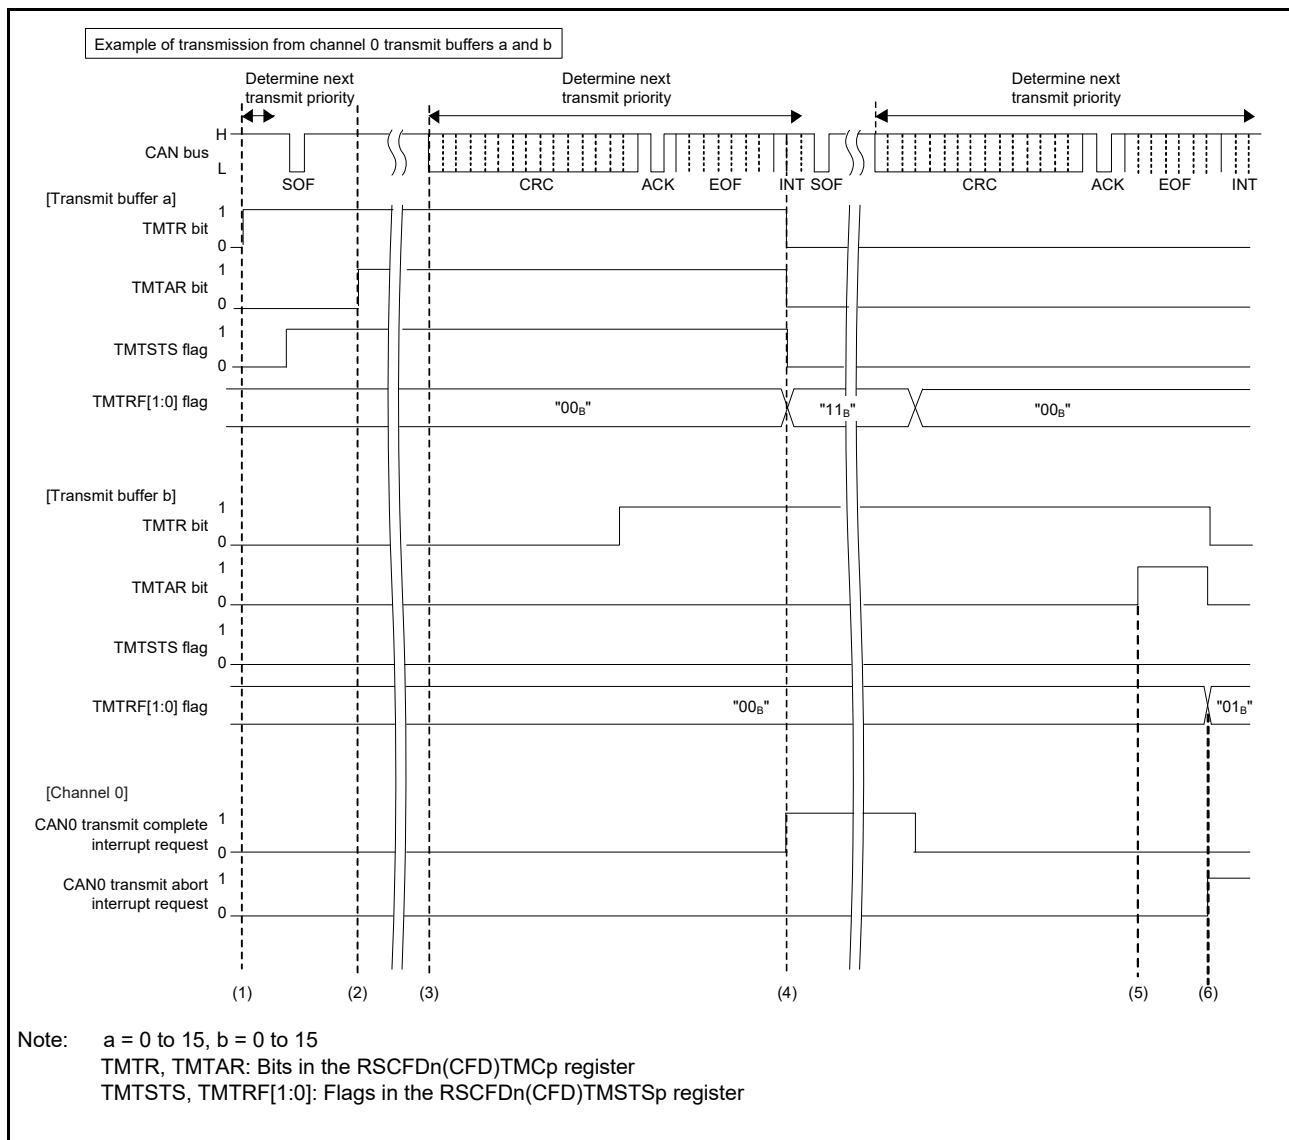 Example of transmission from channel 0 transmit buffers a and b
Determine next
transmit priority
Determine next
transmit priority
Determine next
transmit priority
H
CAN bus
L
SOF
CRC
ACK
EOF
INT
SOF
CRC
ACK
EOF
INT
[Transmit buffer a]
1
TMTR bit
0
1
TMTAR bit
0
1
TMTSTS flag
0
TMTRF[1:0] flag
"00B"
"11B"
"00B"
[Transmit buffer b]
1
TMTR bit
0
1
TMTAR bit
0
1
TMTSTS flag
0
TMTRF[1:0] flag
"00B"
"01B"
[Channel 0]
CAN0 transmit complete
interrupt request
1
0
CAN0 transmit abort
interrupt request
1
0
(1)
(2)
(3)
(4)
(5)
(6)
Note: a = 0 to 15, b = 0 to 15
TMTR, TMTAR: Bits in the RSCFDn(CFD)TMCp register
TMTSTS, TMTRF[1:0]: Flags in the RSCFDn(CFD)TMSTSp register